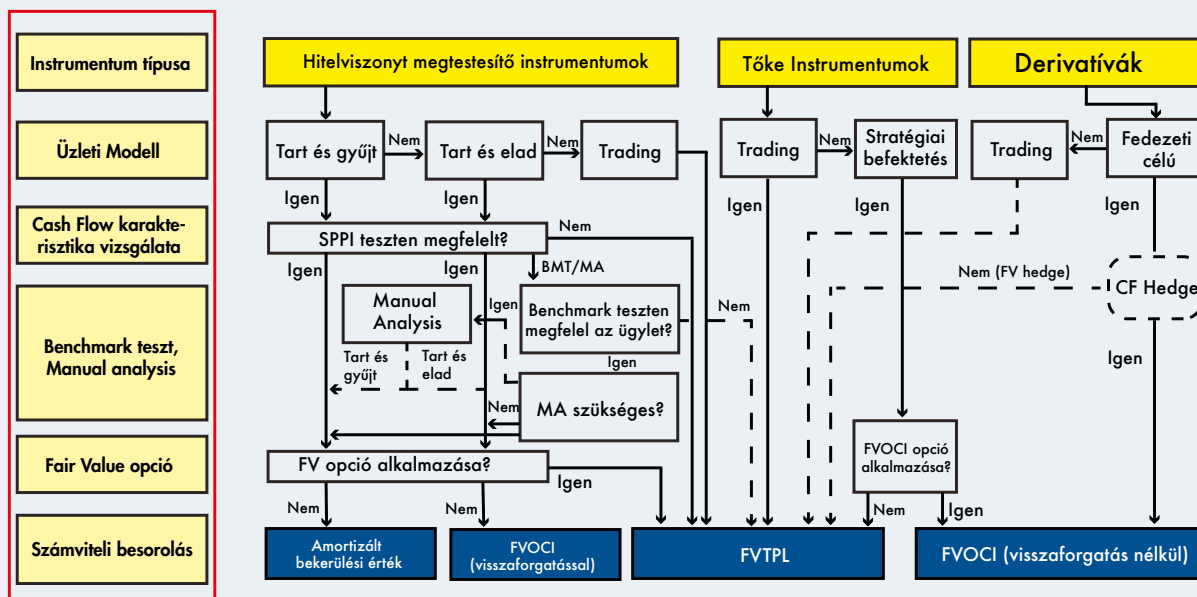 Instrumentum típusa
Hitelviszonyt megtestesítő instrumentumok
Tőke Instrumentumok
Derivatívák
Üzleti Modell
Tart és gyűjt
Nem
Tart és elad
Nem
Trading
Trading
Nem
Stratégiai
befektetés
Trading
Nem
Fedezeti
célú
Igen
Igen
Igen
Igen
Igen
Cash Flow karakte-
risztika vizsgálata
SPPI teszten megfelelt?
Nem
Igen
Igen
BMT/MA
Nem (FV hedge)
CF Hedge
Benchmark teszt,
Manual analysis
Manual
Analysis
Igen
Benchmark teszten
megfelel az ügylet?
Nem
Tart és
gyűjt
Tart és
elad
Igen
Igen
Nem
MA szükséges?
Fair Value opció
FV opció alkalmazása?
Igen
FVOCI opció
alkalmazása?
Nem
Nem
Nem
Igen
Számviteli besorolás
Amortizált
bekerülési érték
FVOCI
(visszaforgatással)
FVTPL
FVOCI (visszaforgatás nélkül)